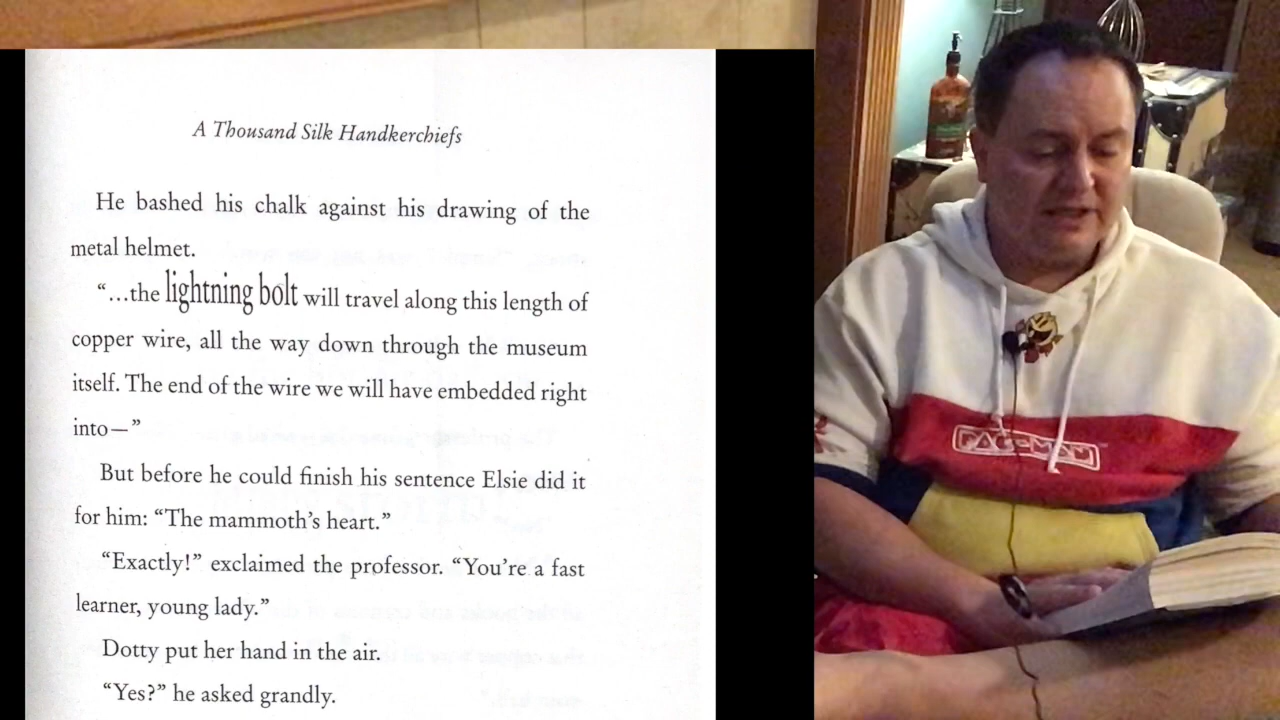 A Thousand Silk Handkerchiefs
He bashed his chalk against his drawing of the
metal helmet.
“…the lightning bolt will travel along this length of
copper wire, all the way down through the museum
itself. The end of the wire we will have embedded right
into—”
But before he could finish his sentence Elsie did it
for him: “The mammoth’s heart.”
“Exactly!” exclaimed the professor. “You’re a fast
learner, young lady.”
Dotty put her hand in the air.
“Yes?” he asked grandly.
PAC-MAN